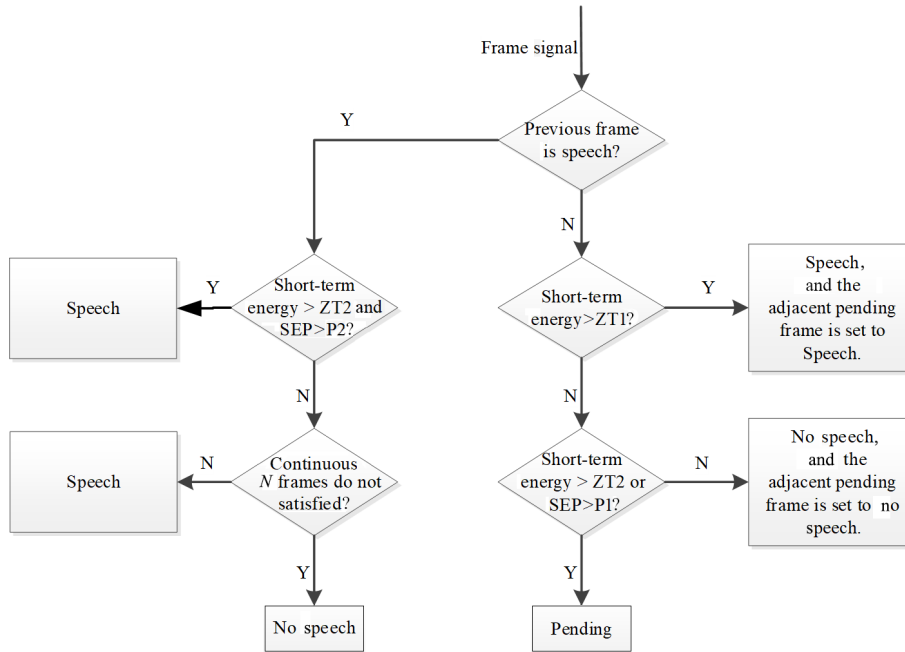 Frame signal
Previous frame
is speech?
Y
N
Short-term
energy > ZT2 and
SEP>P2?
Y
Speech
Short-term
energy>ZT1?
Y
Speech,
and the
adjacent pending
frame is set to
Speech.
N
N
Continuous
N frames do not
satisfied?
N
Speech
Short-term
energy > ZT2 or
SEP>P1?
N
No speech,
and the
adjacent pending
frame is set to no
speech.
Y
Y
No speech
Pending